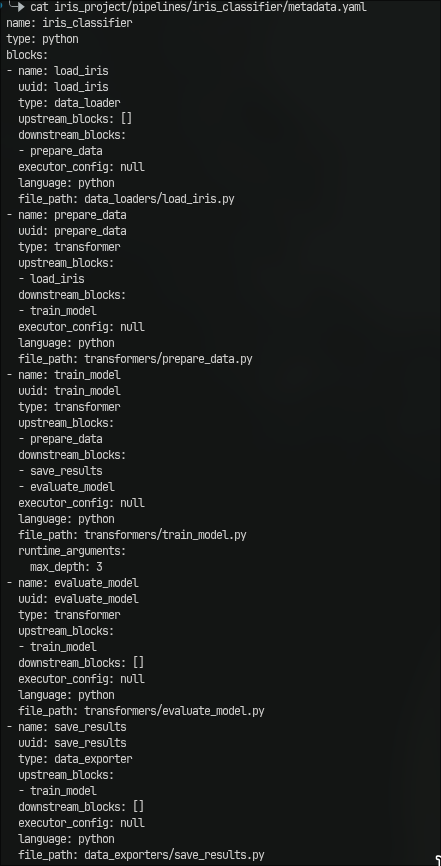 cat iris_project/pipelines/iris_classifier/metadata.yaml
name: iris_classifier
type: python
blocks:
- name: load_iris
  uuid: load_iris
  type: data_loader
  upstream_blocks: []
  downstream_blocks:
  - prepare_data
  executor_config: null
  language: python
  file_path: data_loaders/load_iris.py
- name: prepare_data
  uuid: prepare_data
  type: transformer
  upstream_blocks:
  - load_iris
  downstream_blocks:
  - train_model
  executor_config: null
  language: python
  file_path: transformers/prepare_data.py
- name: train_model
  uuid: train_model
  type: transformer
  upstream_blocks:
  - prepare_data
  downstream_blocks:
  - save_results
  - evaluate_model
  executor_config: null
  language: python
  file_path: transformers/train_model.py
  runtime_arguments:
    max_depth: 3
- name: evaluate_model
  uuid: evaluate_model
  type: transformer
  upstream_blocks:
  - train_model
  downstream_blocks: []
  executor_config: null
  language: python
  file_path: transformers/evaluate_model.py
- name: save_results
  uuid: save_results
  type: data_exporter
  upstream_blocks:
  - train_model
  downstream_blocks: []
  executor_config: null
  language: python
  file_path: data_exporters/save_results.py